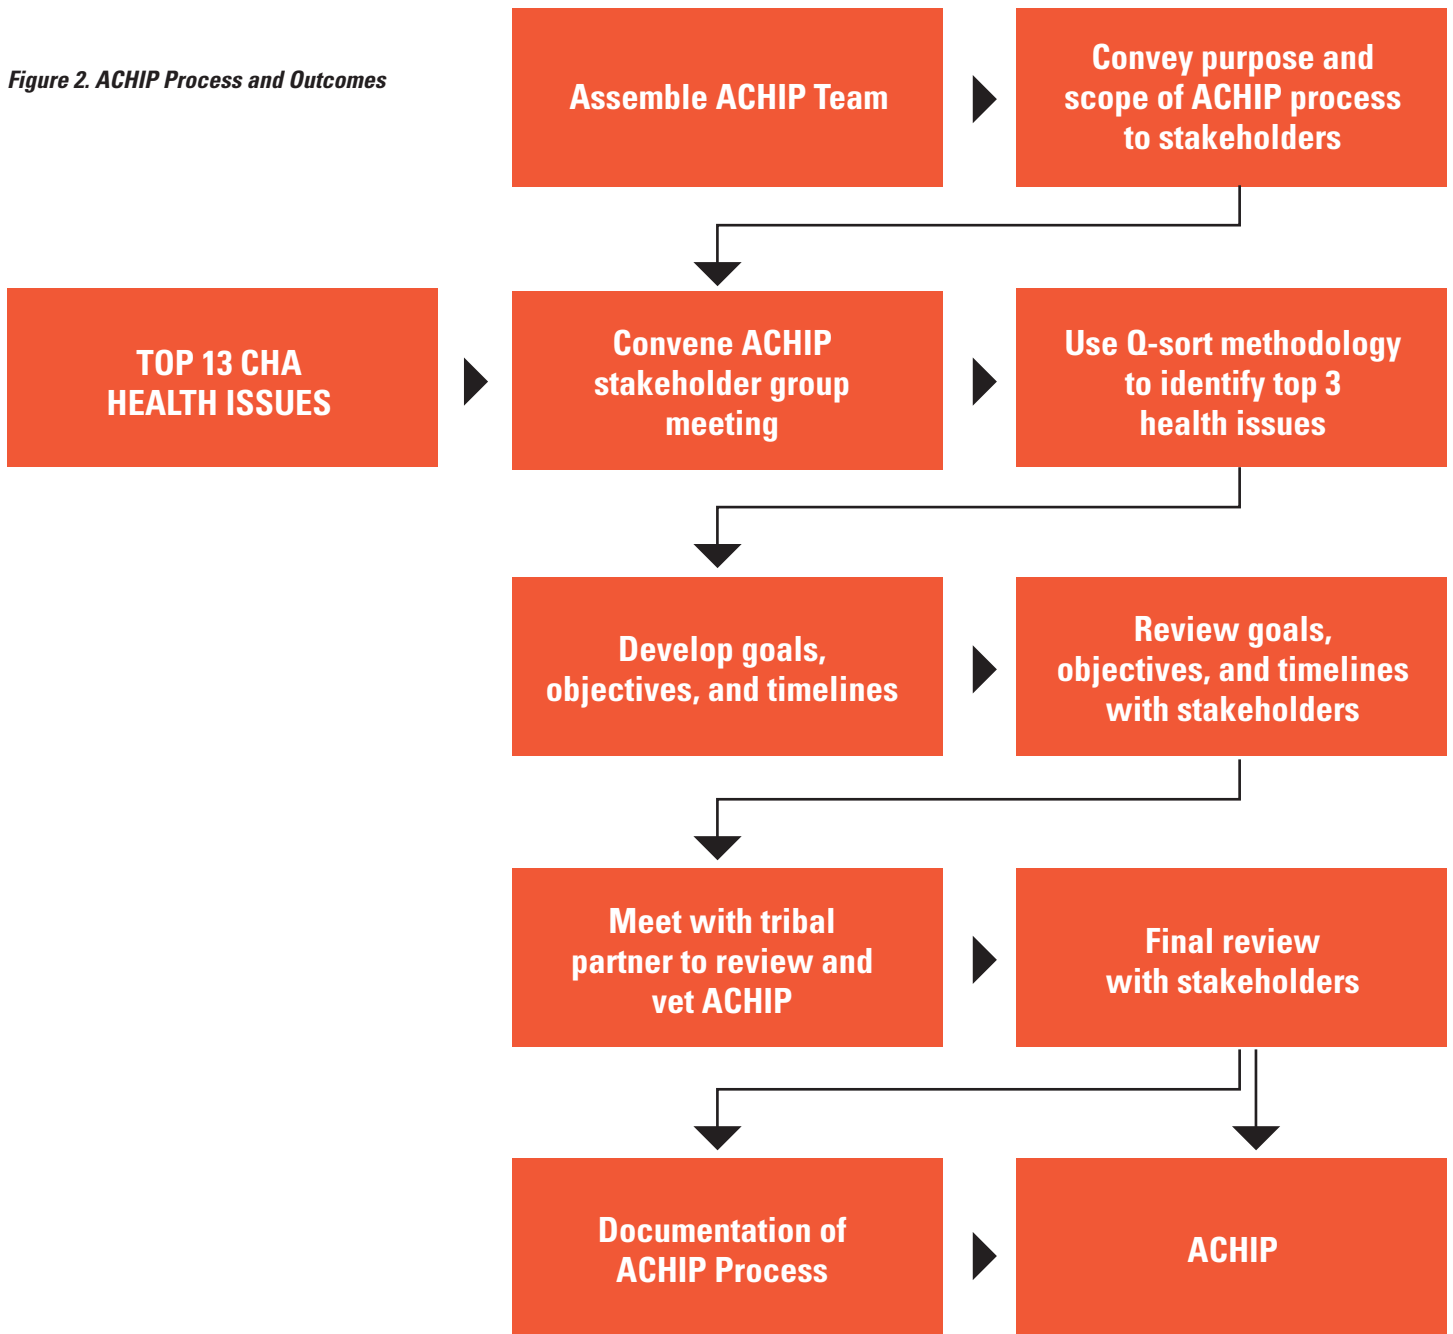 Figure 2. ACHIP Process and Outcomes
Assemble ACHIP Team
Convey purpose and
scope of ACHIP process
to stakeholders
TOP 13 CHA
HEALTH ISSUES
Convene ACHIP
stakeholder group
meeting
Use Q-sort methodology
to identify top 3
health issues
Develop goals,
objectives, and timelines
Review goals,
objectives, and timelines
with stakeholders
Meet with tribal
partner to review and
vet ACHIP
Final review
with stakeholders
Documentation of
ACHIP Process
ACHIP